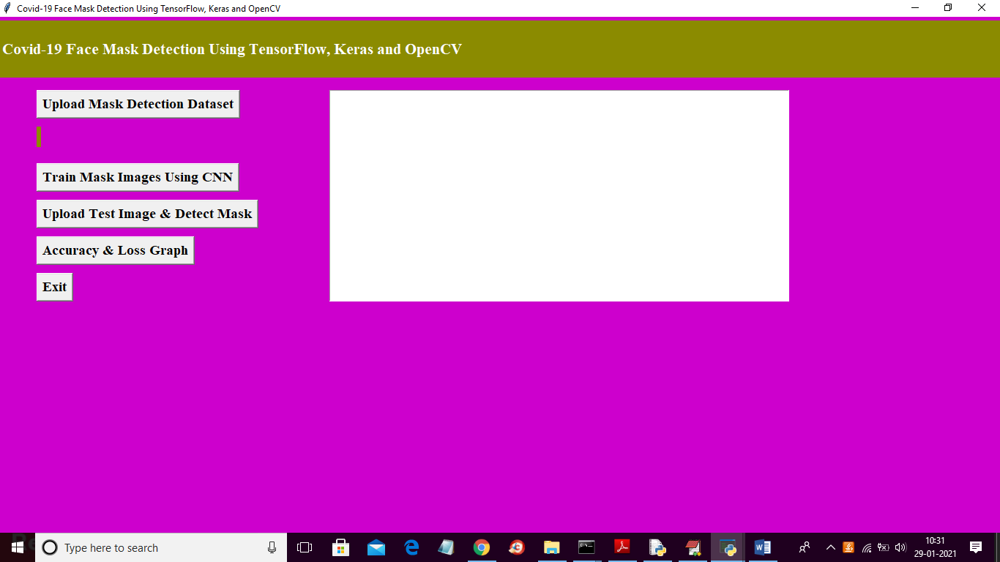 Covid-19 Face Mask Detection Using TensorFlow, Keras and OpenCV
Covid-19 Face Mask Detection Using TensorFlow, Keras and OpenCV
Upload Mask Detection Dataset
Train Mask Images Using CNN
Upload Test Image & Detect Mask
Accuracy & Loss Graph
Exit
Type here to search
10:31
29-01-2021